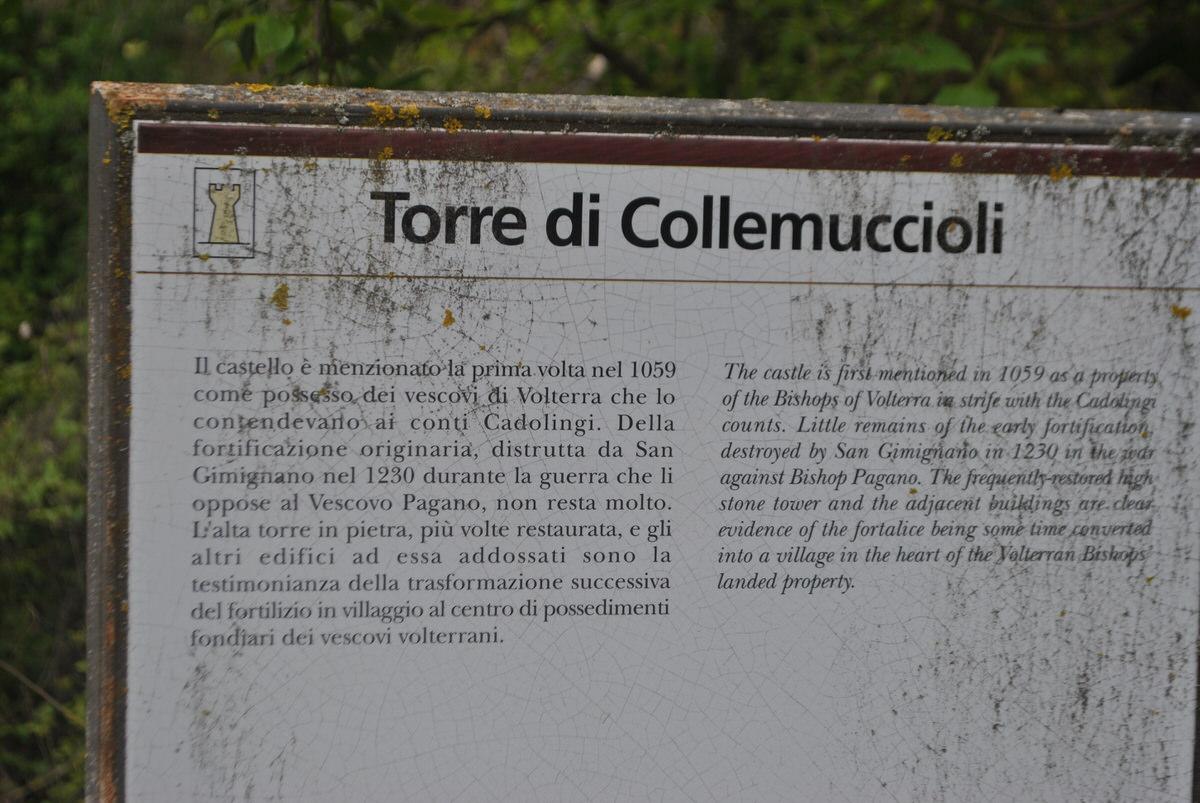 Torre di Collemuccioli
Il castello è menzionato la prima volta nel 1059
come possesso dei vescovi di Volterra che lo
contendevano ai conti Cadolingi. Della
fortificazione originaria, distrutta da San
Gimignano nel 1230 durante la guerra che li
oppose al Vescovo Pagano, non resta molto.
L'alta torre in pietra, più volte restaurata, e gli
altri edifici ad essa addossati sono la
testimonianza della trasformazione successiva
del fortilizio in villaggio al centro di possedimenti
fondiari dei vescovi volterrani.
The castle is first mentioned in 1059 as a property
of the Bishops of Volterra in strife with the Cadolingi
counts. Little remains of the early fortification,
destroyed by San Gimignano in 1230 in the war
against Bishop Pagano. The frequently-restored high
stone tower and the adjacent buildings are clear
evidence of the fortalice being some time converted
into a village in the heart of the Volterran Bishops'
landed property.